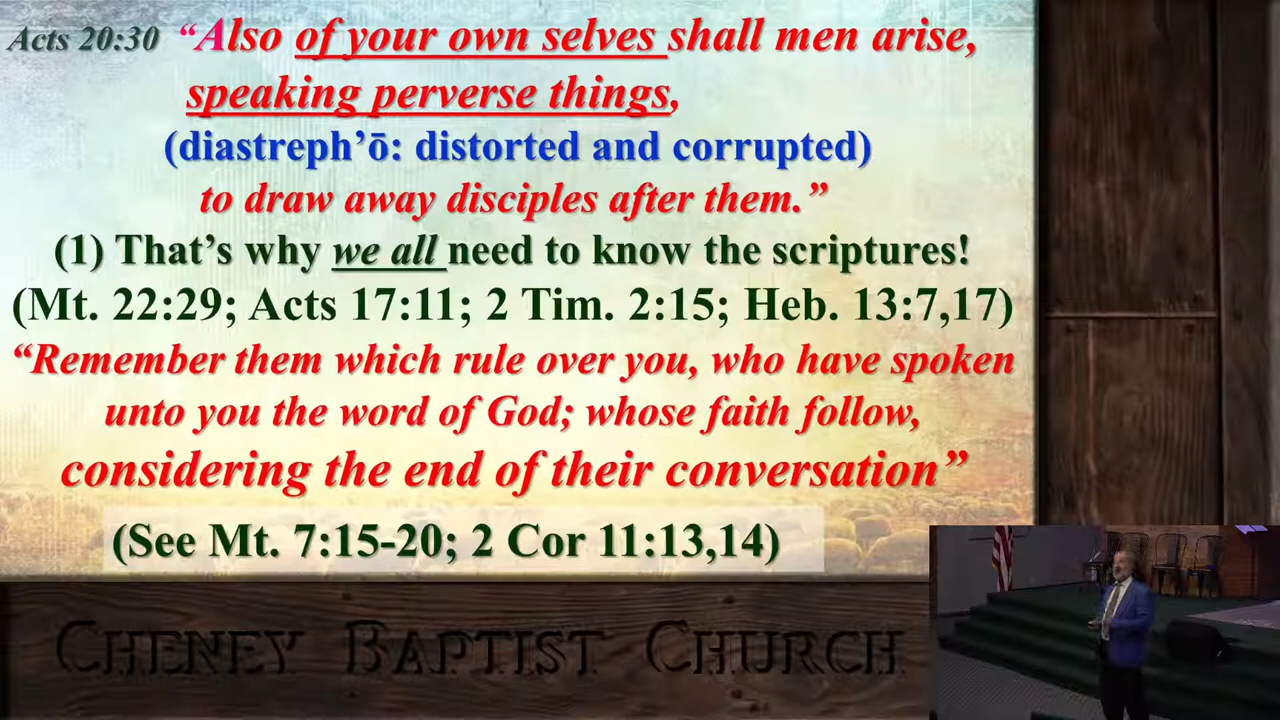 Acts 20:30 “Also of your own selves shall men arise,
speaking perverse things,
(diastreph’ō: distorted and corrupted)
to draw away disciples after them.”
(1) That’s why we all need to know the scriptures!
(Mt. 22:29; Acts 17:11; 2 Tim. 2:15; Heb. 13:7,17)
“Remember them which rule over you, who have spoken
unto you the word of God; whose faith follow,
considering the end of their conversation”
(See Mt. 7:15-20; 2 Cor 11:13,14)
Cheney Baptist Church